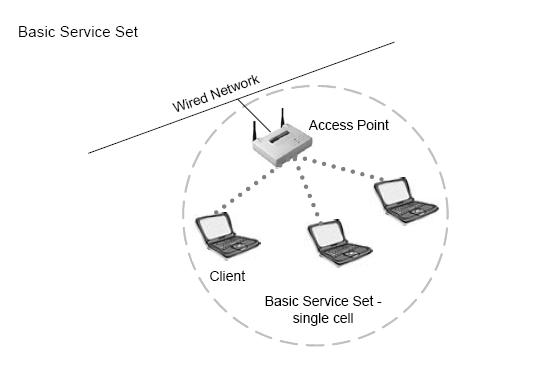 Basic Service Set
Wired Network
Access Point
Client
Basic Service Set -
single cell